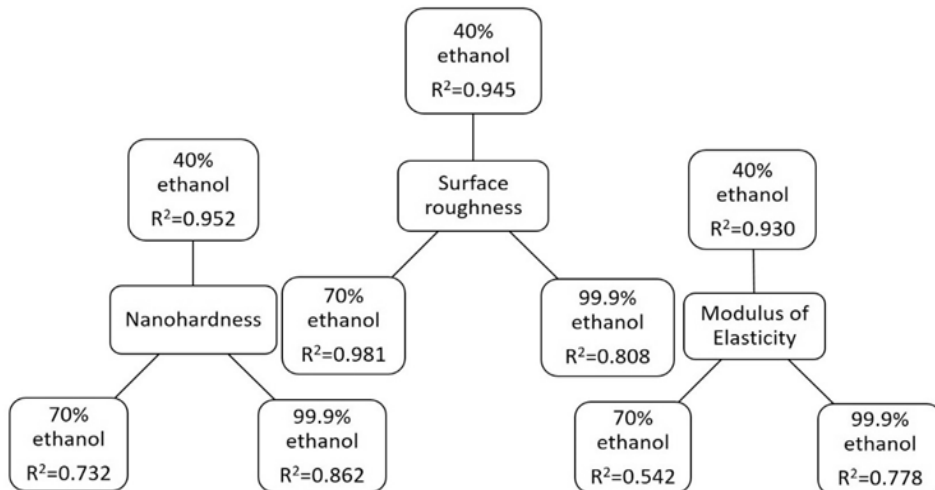 40%
ethanol
R²=0.945
Surface
roughness
70%
ethanol
R²=0.981
99.9%
ethanol
R²=0.808
40%
ethanol
R²=0.952
Nanohardness
70%
ethanol
R²=0.732
99.9%
ethanol
R²=0.862
40%
ethanol
R²=0.930
Modulus of
Elasticity
70%
ethanol
R²=0.542
99.9%
ethanol
R²=0.778